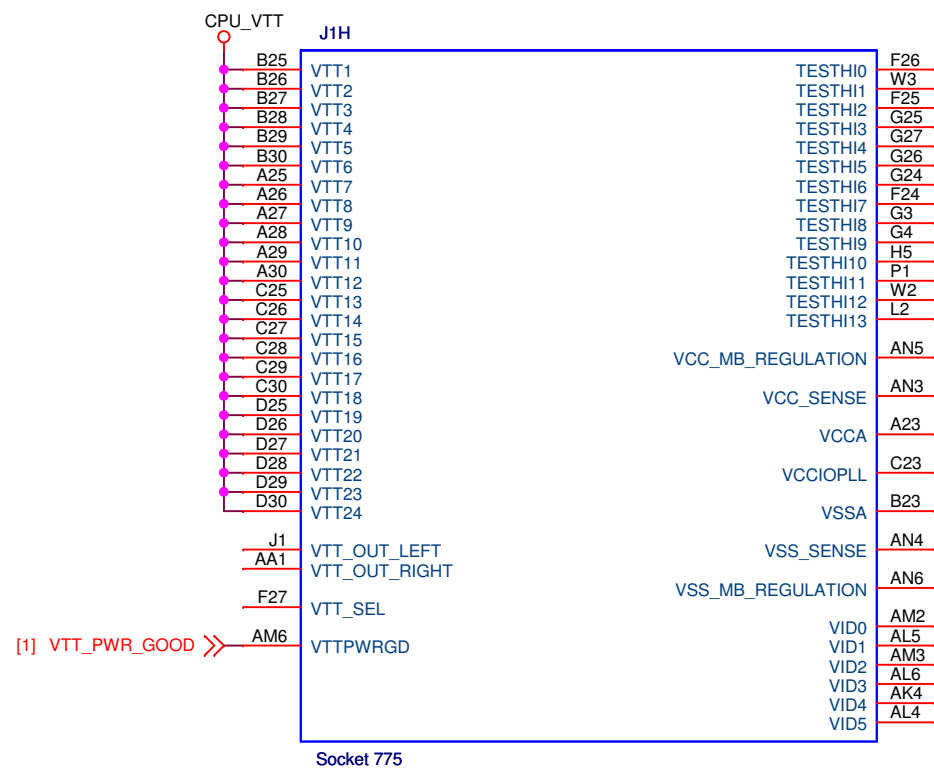 CPU_VTT
J1H
B25 VTT1 TESTHI0 F26
B26 VTT2 TESTHI1 W3
B27 VTT3 TESTHI2 F25
B28 VTT4 TESTHI3 G25
B29 VTT5 TESTHI4 G27
B30 VTT6 TESTHI5 G26
A25 VTT7 TESTHI6 G24
A26 VTT8 TESTHI7 F24
A27 VTT9 TESTHI8 G3
A28 VTT10 TESTHI9 G4
A29 VTT11 TESTHI10 H5
A30 VTT12 TESTHI11 P1
C25 VTT13 TESTHI12 W2
C26 VTT14 TESTHI13 L2
C27 VTT15
C28 VTT16 VCC_MB_REGULATION AN5
C29 VTT17
C30 VTT18 VCC_SENSE AN3
D25 VTT19
D26 VTT20 VCCA A23
D27 VTT21
D28 VTT22 VCCIOPLL C23
D29 VTT23
D30 VTT24 VSSA B23
J1 VTT_OUT_LEFT VSS_SENSE AN4
AA1 VTT_OUT_RIGHT
VSS_MB_REGULATION AN6
F27 VTT_SEL
VID0 AM2
[1] VTT_PWR_GOOD AM6 VTTPWRGD VID1 AL5
VID2 AM3
VID3 AL6
VID4 AK4
VID5 AL4
Socket 775